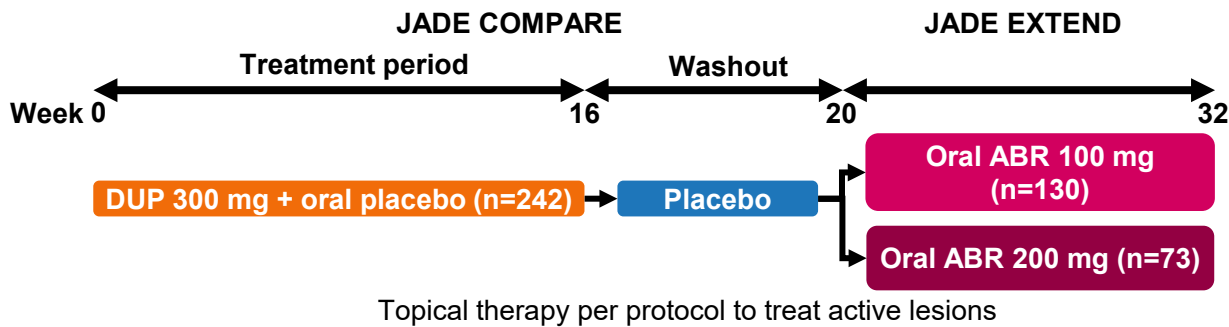 JADE COMPARE
JADE EXTEND
Treatment period
Washout
Week 0
16
20
32
DUP 300 mg + oral placebo (n=242)
Placebo
Oral ABR 100 mg
(n=130)
Oral ABR 200 mg (n=73)
Topical therapy per protocol to treat active lesions